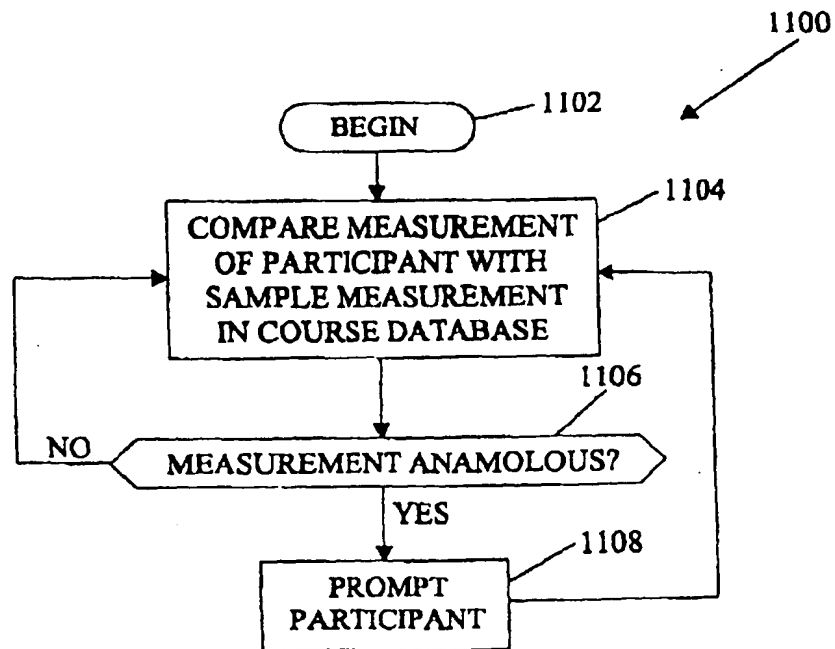 1100
BEGIN
1102
1104
COMPARE MEASUREMENT
OF PARTICIPANT WITH
SAMPLE MEASUREMENT
IN COURSE DATABASE
1106
NO
MEASUREMENT ANAMOLOUS?
YES
1108
PROMPT
PARTICIPANT